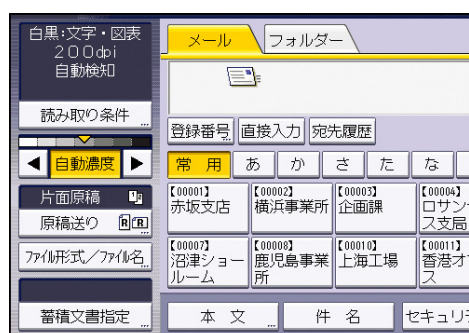 白黒:文字・図表
200dpi
自動検知
読み取り条件
自動濃度
片面原稿
原稿送り
ファイル形式/ファイル名
蓄積文書指定
メール
フォルダー
登録番号
直接入力
宛先履歴
常用
あ
か
さ
た
な
【00001】
赤坂支店
【00002】
横浜事業所
【00003】
企画課
【00004】
ロサン
ス支局
【00007】
沼津ショー
ルーム
【00008】
鹿児島事業
所
【00010】
上海工場
【00011】
香港オ
ス
本文
件名
セキュリ